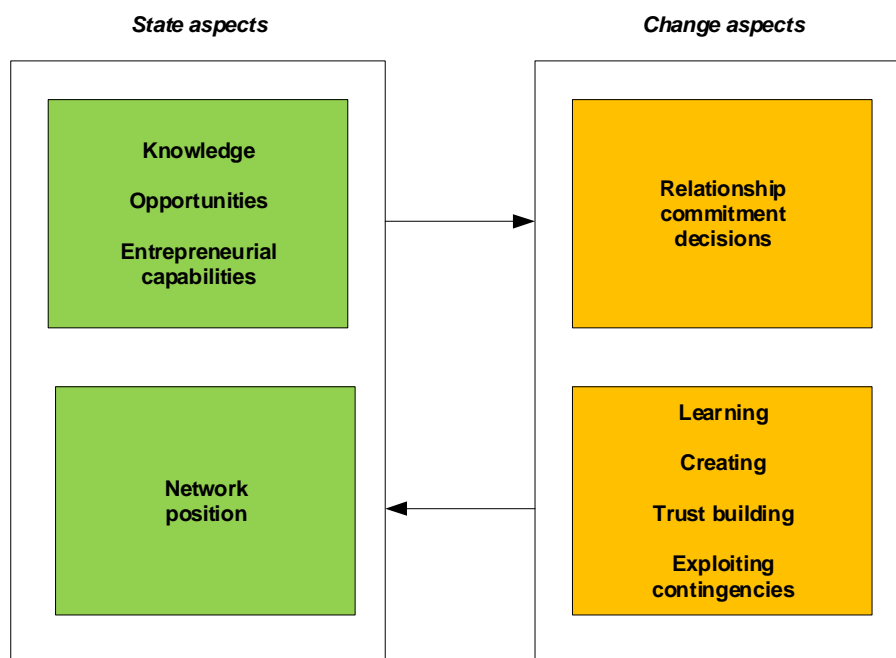 State aspects
Change aspects
Knowledge
Opportunities
Entrepreneurial
capabilities
Relationship
commitment
decisions
Network
position
Learning
Creating
Trust building
Exploiting
contingencies